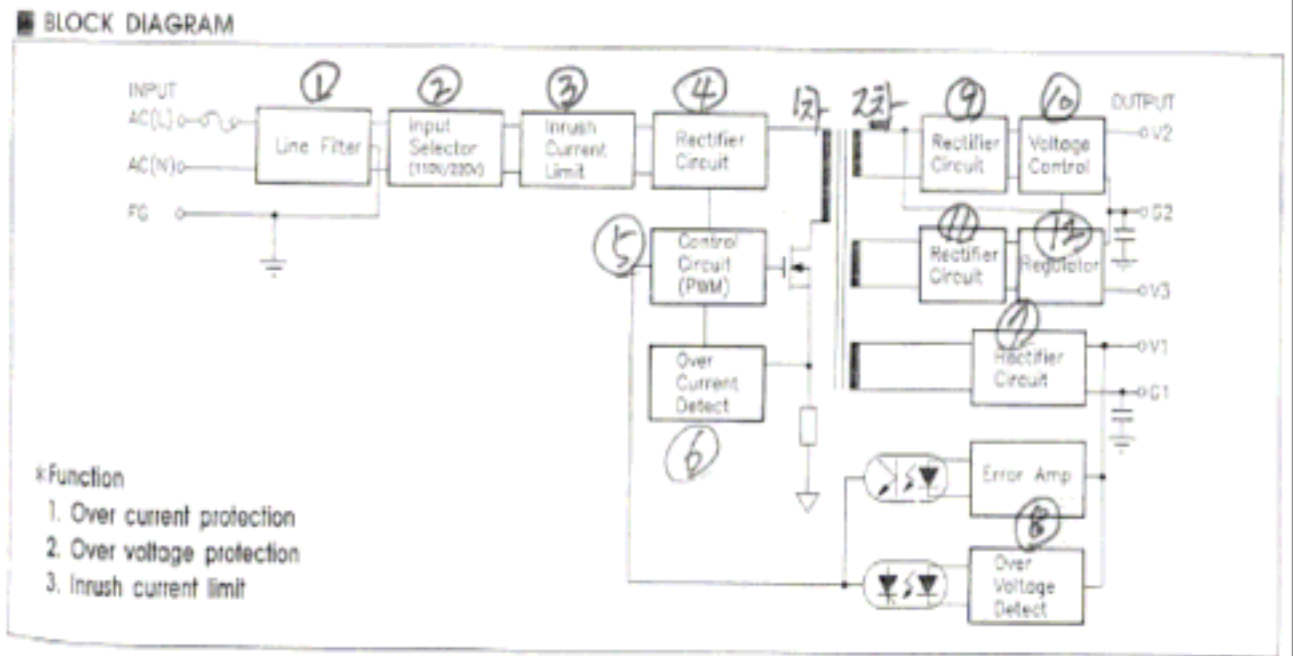 BLOCK DIAGRAM
INPUT
AC(L)
AC(N)
FG
①
Line Filter
②
Input
Selector
(110V/220V)
③
Inrush
Current
Limit
④
Rectifier
Circuit
1차
2차
⑨
Rectifier
Circuit
⑩
Voltage
Control
OUTPUT
V2
G2
⑤
Control
Circuit
(PWM)
⑪
Rectifier
Circuit
⑫
Regulator
V3
⑥
Over
Current
Detect
⑦
Rectifier
Circuit
V1
G1
Error Amp
⑧
Over
Voltage
Detect
*Function
1. Over current protection
2. Over voltage protection
3. Inrush current limit